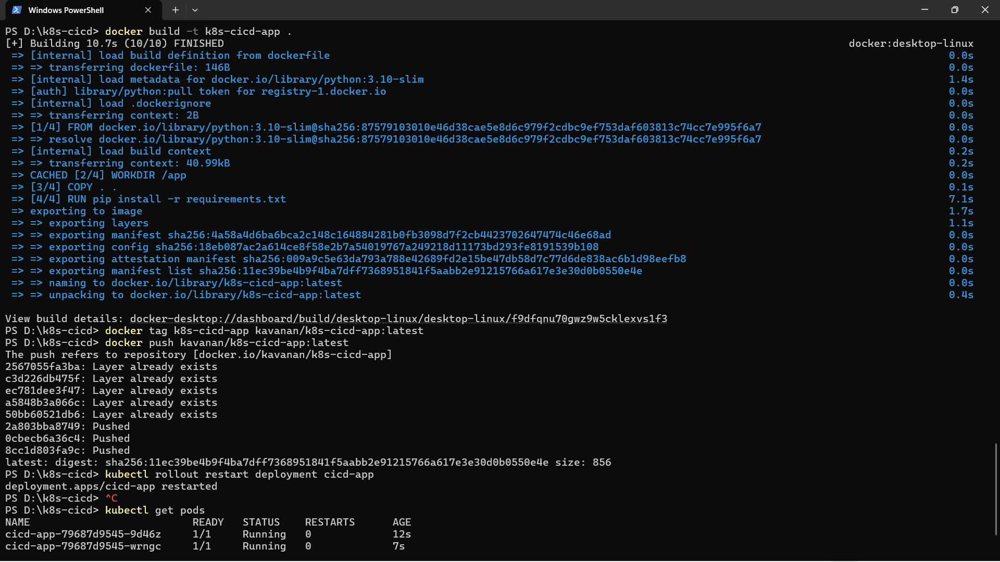 Windows PowerShell
PS D:\k8s-cicd> docker build -t k8s-cicd-app .
[+] Building 10.7s (10/10) FINISHED docker:desktop-linux
=> [internal] load build definition from dockerfile 0.0s
=> => transferring dockerfile: 146B 0.0s
=> [internal] load metadata for docker.io/library/python:3.10-slim 1.4s
=> [auth] library/python:pull token for registry-1.docker.io 0.0s
=> [internal] load .dockerignore 0.0s
=> => transferring context: 2B 0.0s
=> [1/4] FROM docker.io/library/python:3.10-slim@sha256:87579103010e46d38cae5e8d6c979f2cdbc9ef753daf603813c74cc7e995f6a7 0.0s
=> => resolve docker.io/library/python:3.10-slim@sha256:87579103010e46d38cae5e8d6c979f2cdbc9ef753daf603813c74cc7e995f6a7 0.0s
=> [internal] load build context 0.2s
=> => transferring context: 40.99kB 0.2s
=> CACHED [2/4] WORKDIR /app 0.0s
=> [3/4] COPY . . 0.1s
=> [4/4] RUN pip install -r requirements.txt 7.1s
=> exporting to image 1.7s
=> => exporting layers 1.1s
=> => exporting manifest sha256:4a58a4d6ba6bca2c148c164884281b0fb3098d7f2cb4423702647474c46e68ad 0.0s
=> => exporting config sha256:18eb087ac2a614ce8f58e2b7a54019767a249218d11173bd293fe8191539b108 0.0s
=> => exporting attestation manifest sha256:009a9c5e63da793a788e42689fd2e15be47db58d7c77d6de838ac6b1d98eefb8 0.0s
=> => exporting manifest list sha256:11ec39be4b9f4ba7dff7368951841f5aabb2e91215766a617e3e30d0b0550e4e 0.0s
=> => naming to docker.io/library/k8s-cicd-app:latest 0.0s
=> => unpacking to docker.io/library/k8s-cicd-app:latest 0.4s
View build details: docker-desktop://dashboard/build/desktop-linux/desktop-linux/f9dfqnu70gwz9w5cklexvs1f3
PS D:\k8s-cicd> docker tag k8s-cicd-app kavanan/k8s-cicd-app:latest
PS D:\k8s-cicd> docker push kavanan/k8s-cicd-app:latest
The push refers to repository [docker.io/kavanan/k8s-cicd-app]
2567055fa3ba: Layer already exists
c3d226db475f: Layer already exists
ec781dee3f47: Layer already exists
a5848b3a066c: Layer already exists
50bb60521db6: Layer already exists
2a803bba8749: Pushed
0cbecb6a36c4: Pushed
8cc1d803fa9c: Pushed
latest: digest: sha256:11ec39be4b9f4ba7dff7368951841f5aabb2e91215766a617e3e30d0b0550e4e size: 856
PS D:\k8s-cicd> kubectl rollout restart deployment cicd-app
deployment.apps/cicd-app restarted
PS D:\k8s-cicd> ^C
PS D:\k8s-cicd> kubectl get pods
NAME READY STATUS RESTARTS AGE
cicd-app-79687d9545-9d46z 1/1 Running 0 12s
cicd-app-79687d9545-wrngc 1/1 Running 0 7s